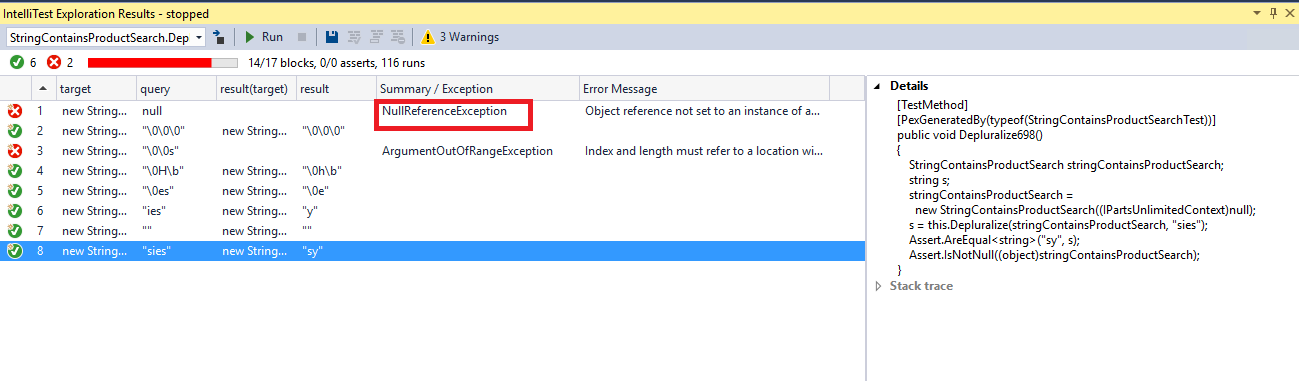 IntelliTest Exploration Results - stopped
StringContainsProductSearch.Dep Run 3 Warnings
6 2 14/17 blocks, 0/0 asserts, 116 runs
target query result(target) result Summary / Exception Error Message
1 new String... null NullReferenceException Object reference not set to an instance of a...
2 new String... "\0\0\0" new String... "\0\0\0"
3 new String... "\0\0s" ArgumentOutOfRangeException Index and length must refer to a location wi...
4 new String... "\0H\b" new String... "\0h\b"
5 new String... "\0es" new String... "\0e"
6 new String... "ies" new String... "y"
7 new String... "" new String... ""
8 new String... "sies" new String... "sy"
Details
[TestMethod]
[PexGeneratedBy(typeof(StringContainsProductSearchTest))]
public void Depluralize698()
{
StringContainsProductSearch stringContainsProductSearch;
string s;
stringContainsProductSearch =
new StringContainsProductSearch((IPartsUnlimitedContext)null);
s = this.Depluralize(stringContainsProductSearch, "sies");
Assert.AreEqual<string>("sy", s);
Assert.IsNotNull((object)stringContainsProductSearch);
}
Stack trace